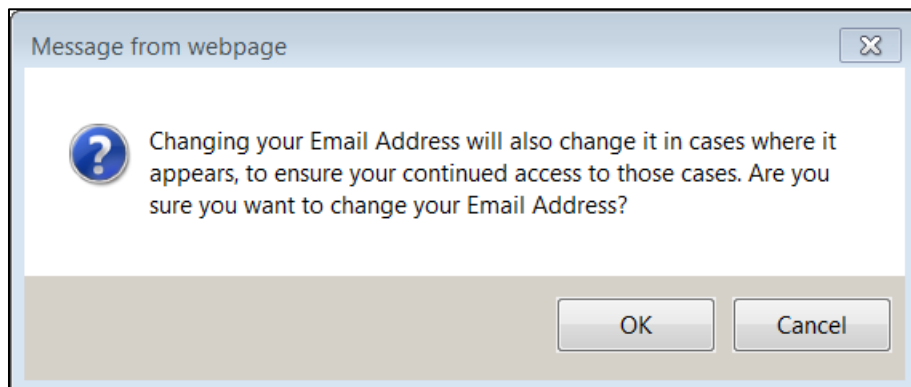 Message from webpage
Changing your Email Address will also change it in cases where it
appears, to ensure your continued access to those cases. Are you
sure you want to change your Email Address?
OK
Cancel